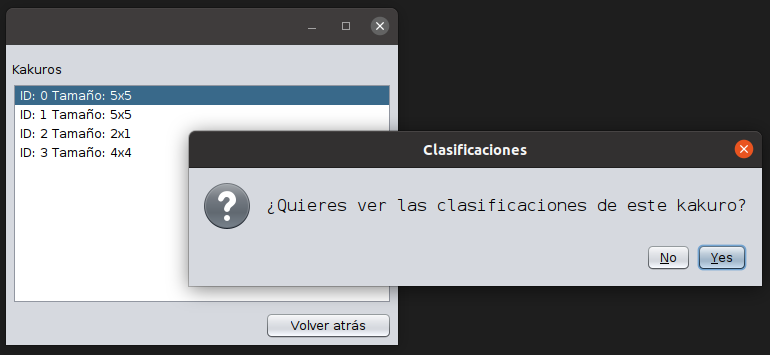 Kakuros
ID: 0 Tamaño: 5x5
ID: 1 Tamaño: 5x5
ID: 2 Tamaño: 2x1
ID: 3 Tamaño: 4x4
Volver atrás
Clasificaciones
¿Quieres ver las clasificaciones de este kakuro?
No Yes